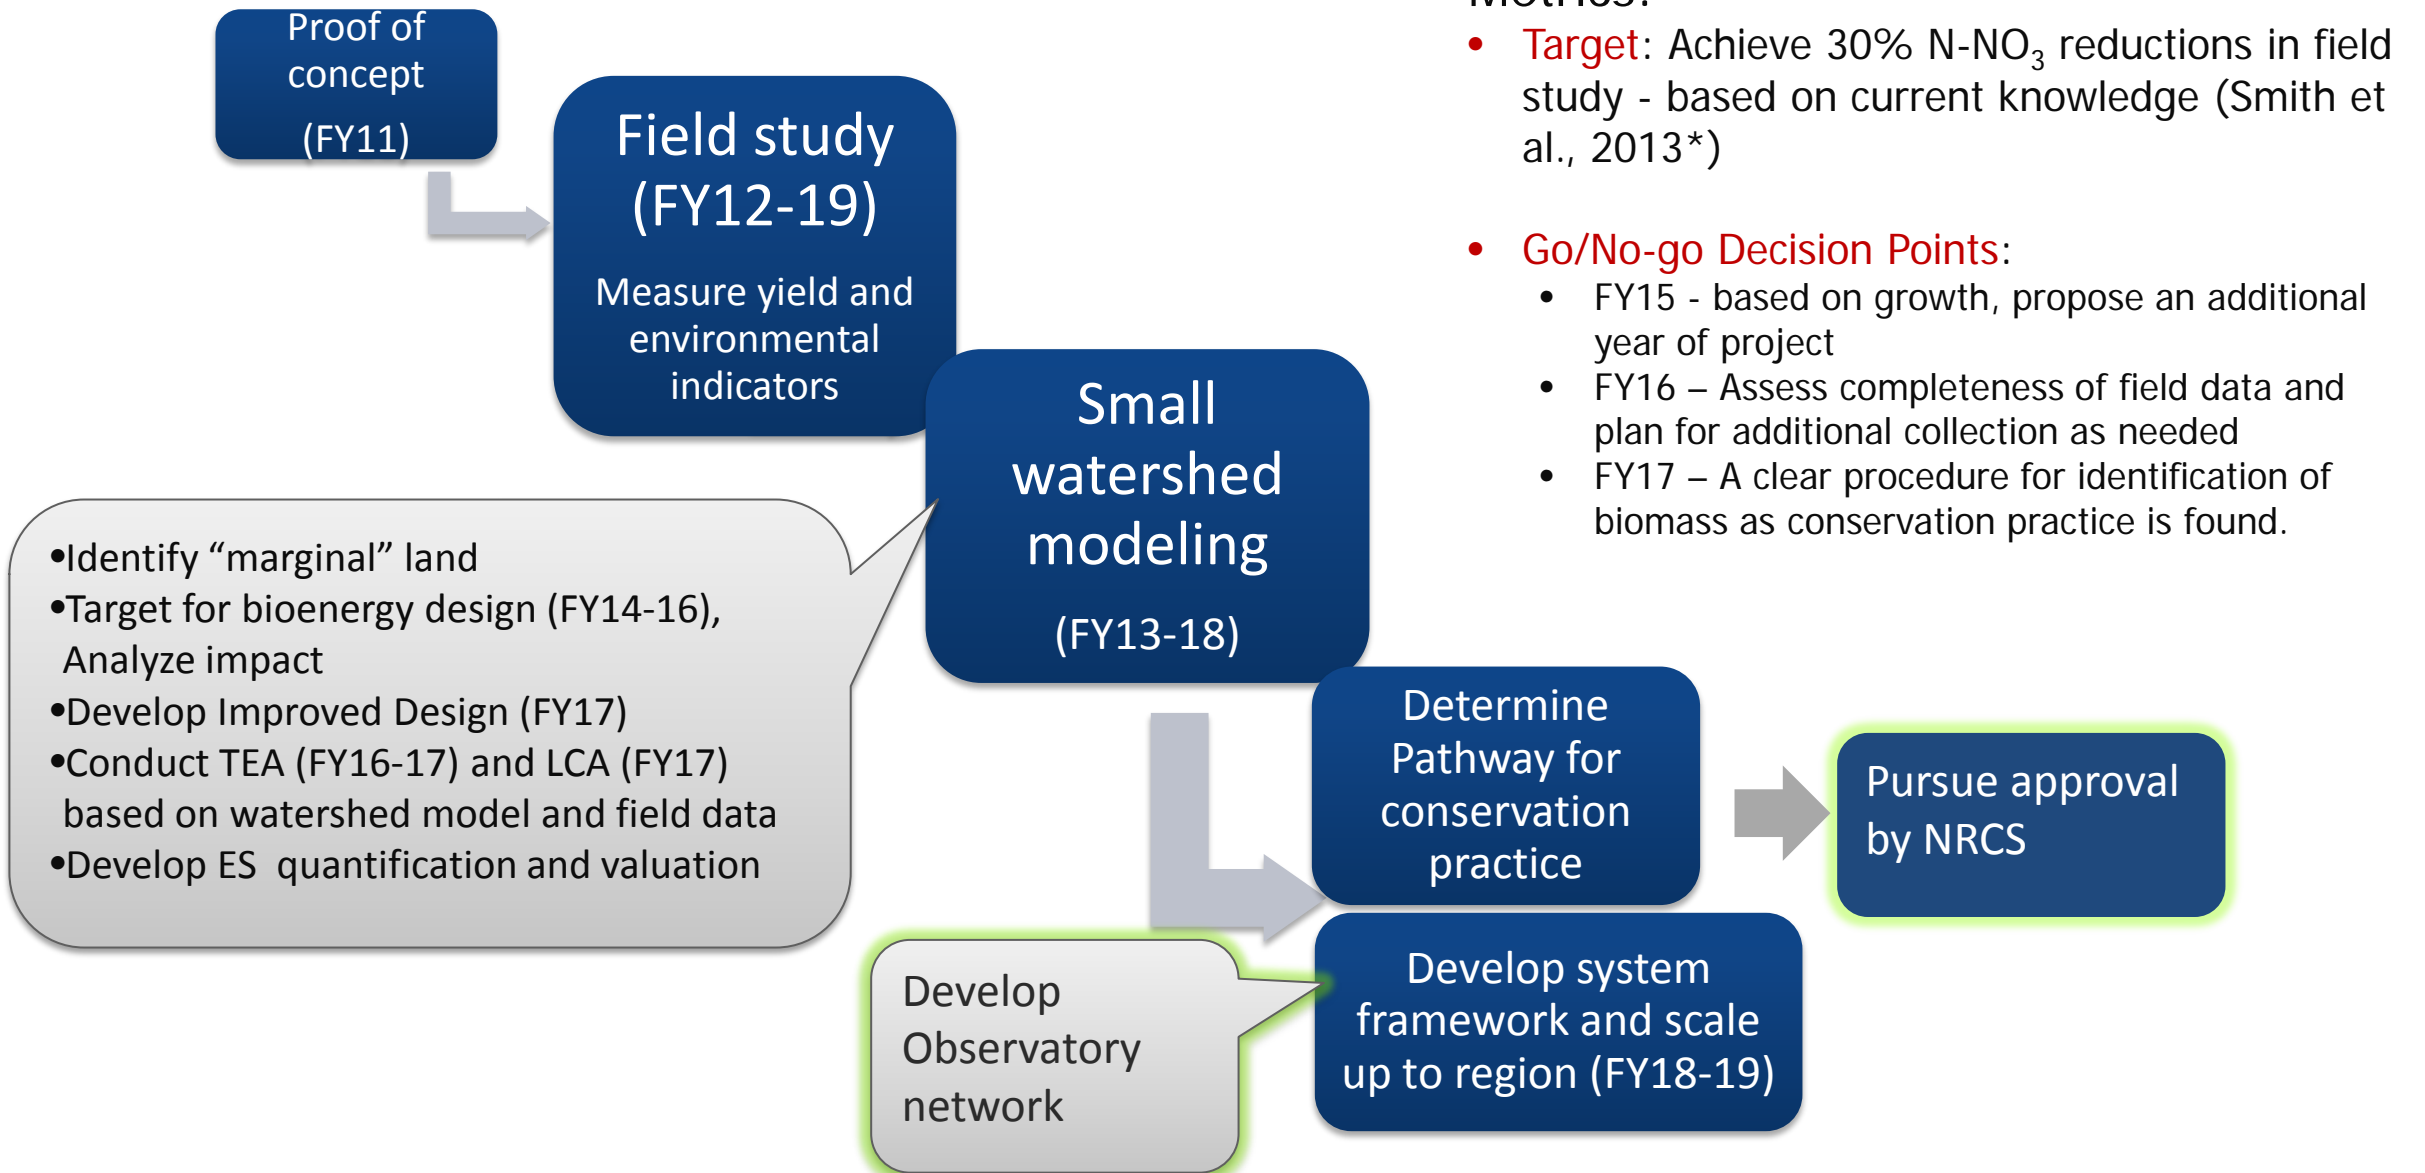 Proof of
concept
(FY11)
Field study
(FY12-19)
Measure yield and
environmental
indicators
Small
watershed
modeling
(FY13-18)
•Identify “marginal” land
•Target for bioenergy design (FY14-16),
Analyze impact
•Develop Improved Design (FY17)
•Conduct TEA (FY16-17) and LCA (FY17)
based on watershed model and field data
•Develop ES quantification and valuation
Determine
Pathway for
conservation
practice
Pursue approval
by NRCS
Develop
Observatory
network
Develop system
framework and scale
up to region (FY18-19)
Metrics:
• Target: Achieve 30% N-NO₃ reductions in field
study - based on current knowledge (Smith et
al., 2013*)
• Go/No-go Decision Points:
• FY15 - based on growth, propose an additional
year of project
• FY16 – Assess completeness of field data and
plan for additional collection as needed
• FY17 – A clear procedure for identification of
biomass as conservation practice is found.